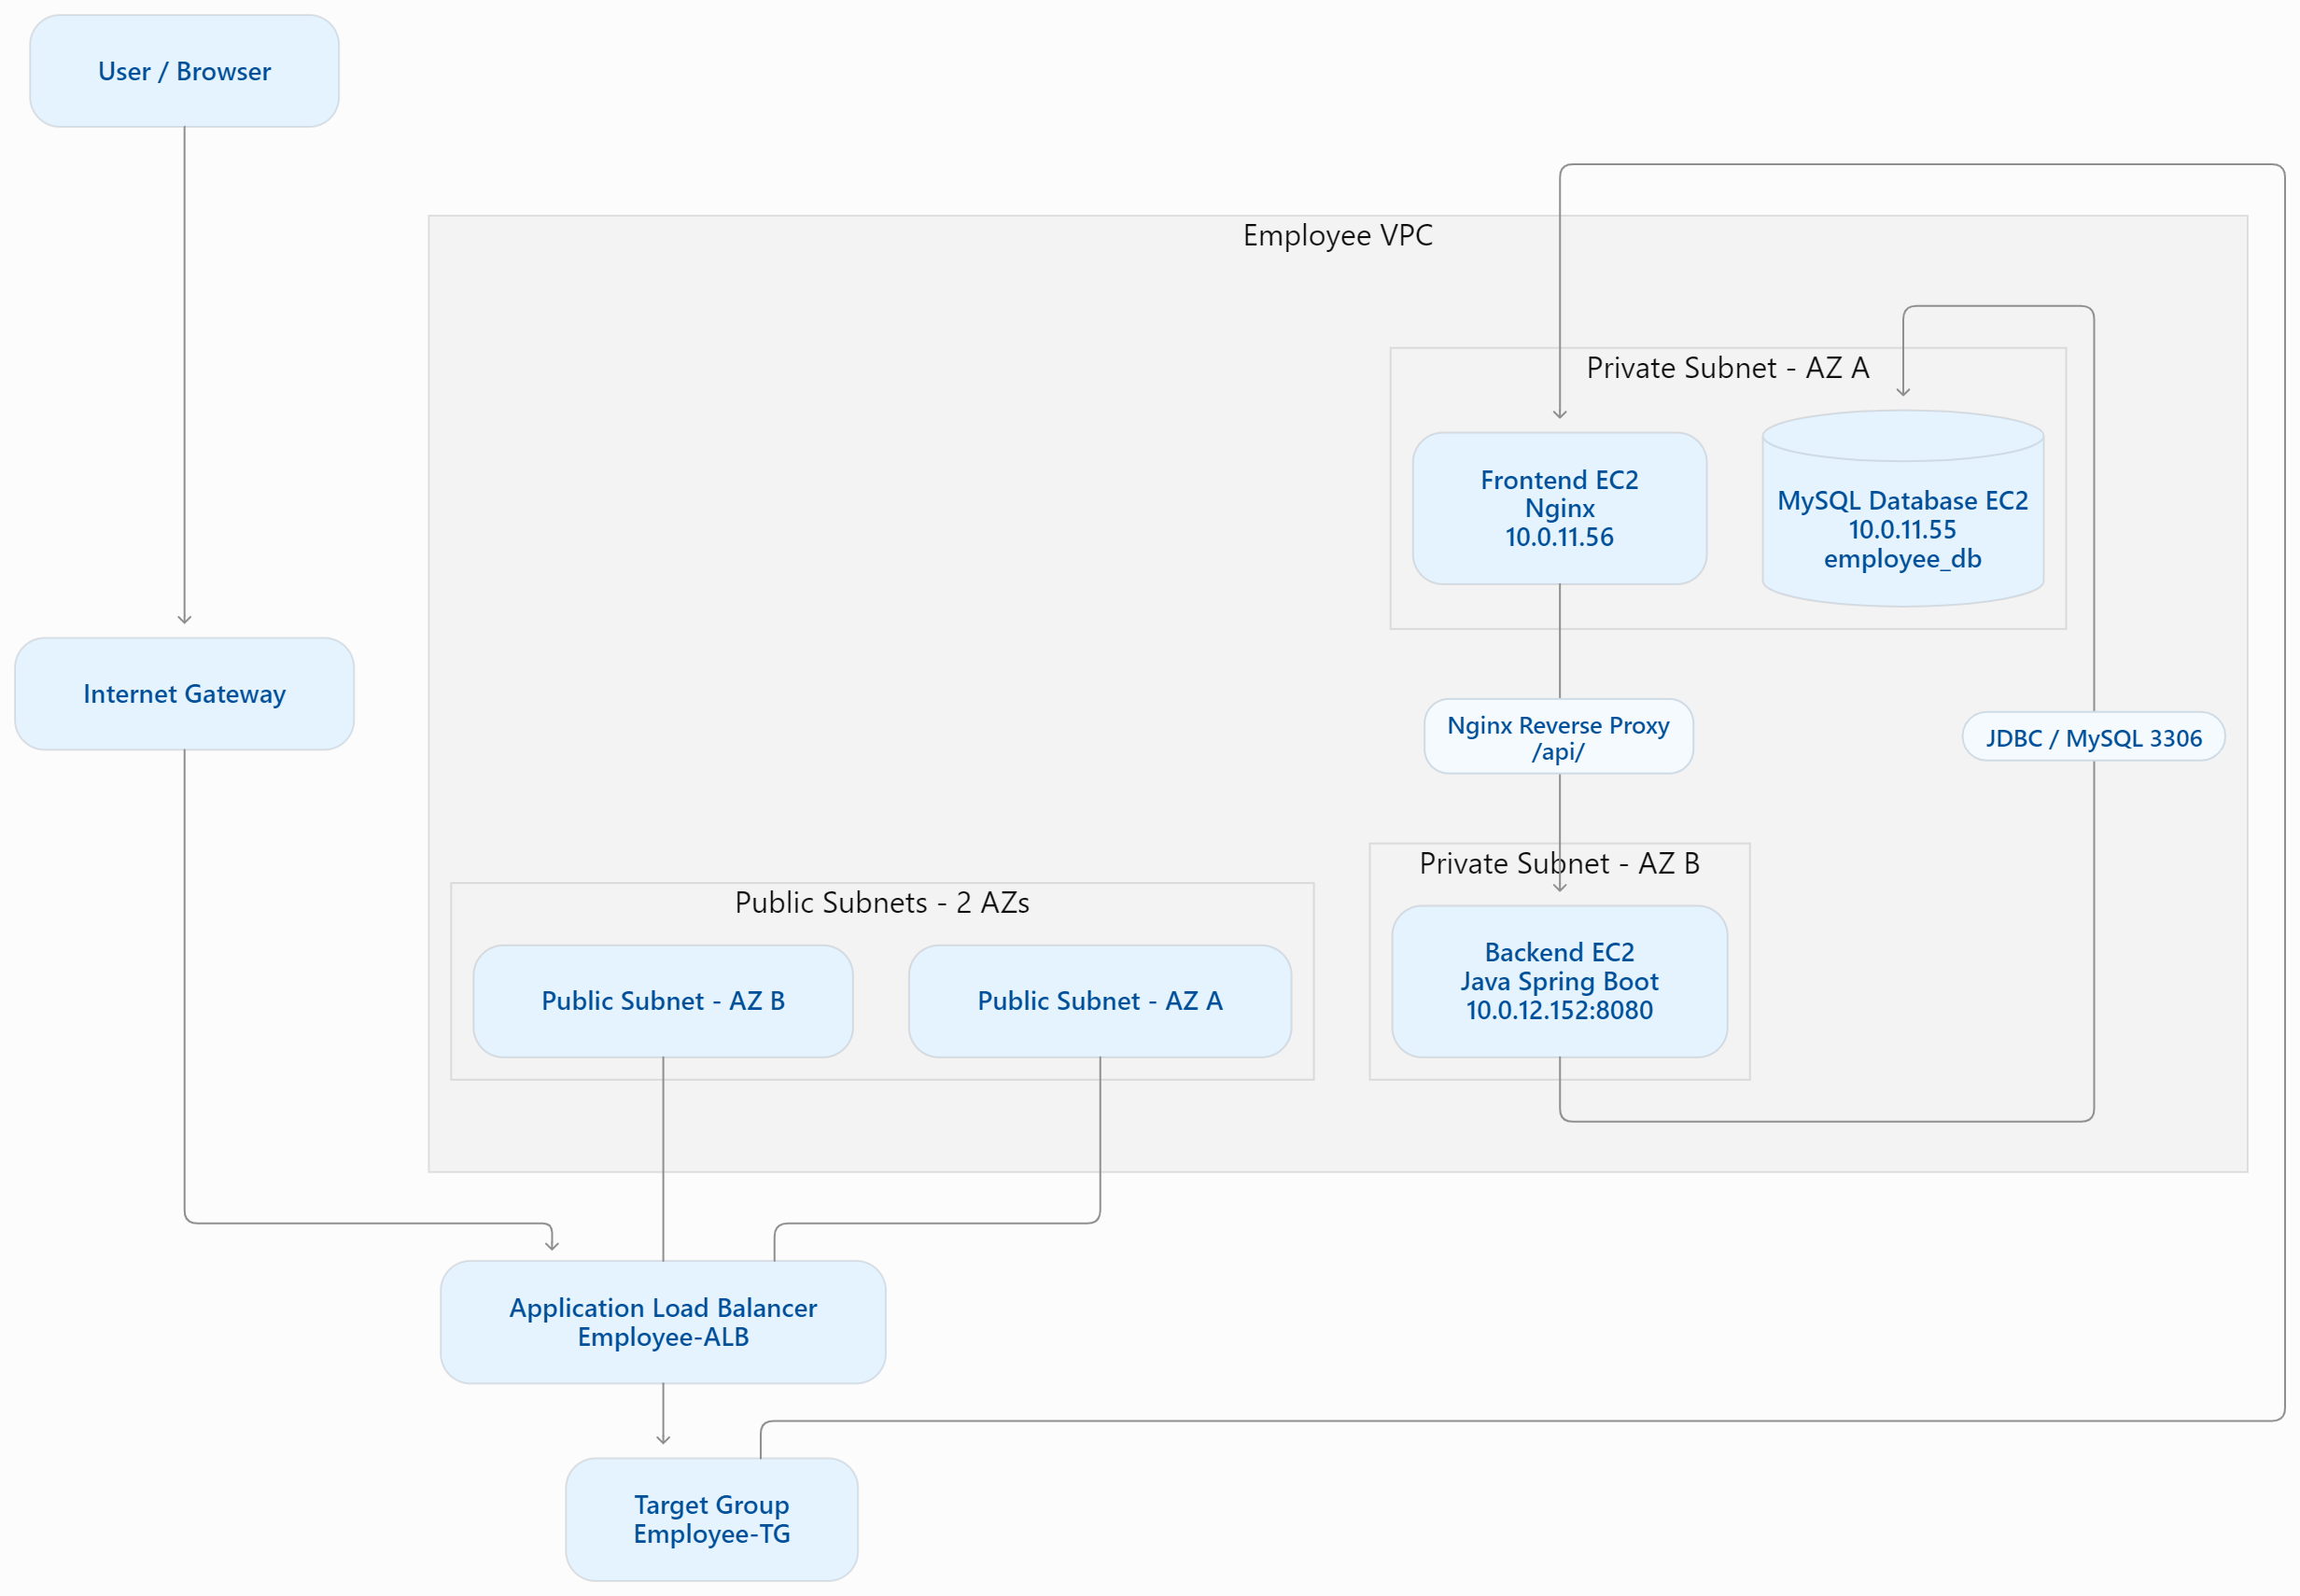 User / Browser
Employee VPC
Private Subnet - AZ A
Frontend EC2
Nginx
10.0.11.56
MySQL Database EC2
10.0.11.55
employee_db
Internet Gateway
Nginx Reverse Proxy
/api/
JDBC / MySQL 3306
Private Subnet - AZ B
Public Subnets - 2 AZs
Backend EC2
Java Spring Boot
10.0.12.152:8080
Public Subnet - AZ B
Public Subnet - AZ A
Application Load Balancer
Employee-ALB
Target Group
Employee-TG